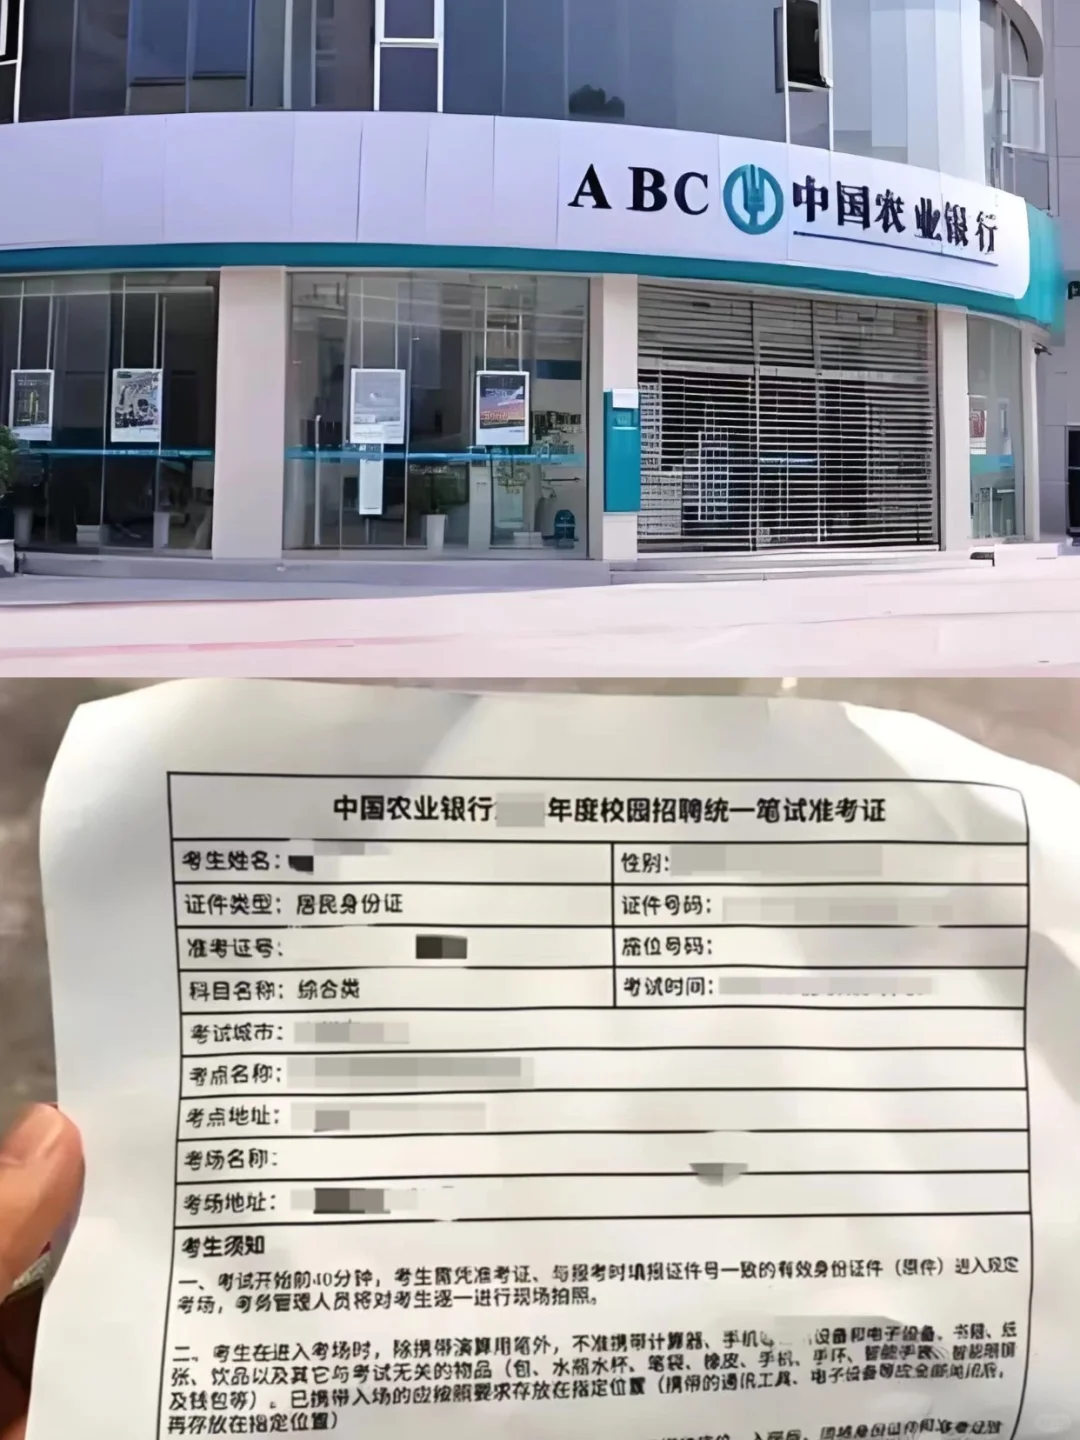 ABC 中国农业银行
中国农业银行 年度校园招聘统一笔试准考证
考生姓名：
性别：
证件类型：居民身份证
证件号码：
准考证号：
座位号码：
科目名称：综合类
考试时间：
考试城市：
考点名称：
考点地址：
考场名称：
考场地址：
考生须知
一、考试开始前40分钟，考生需凭准考证、与报考时填报证件号一致的有效身份证件（原件）进入规定
考场，考务管理人员将对考生逐一进行现场拍照。
二、考生在进入考场时，除携带演算用笔外，不准携带计算器、手机 设备和电子设备、书籍、纸
张、饮品以及其它与考试无关的物品（包、水瓶水杯、笔袋、橡皮、手机、手环、智能手表、智能眼镜
及钱包等）。已携带入场的应按照要求存放在指定位置（携带的通讯工具、电子设备等应全部关闭后，
再存放在指定位置）